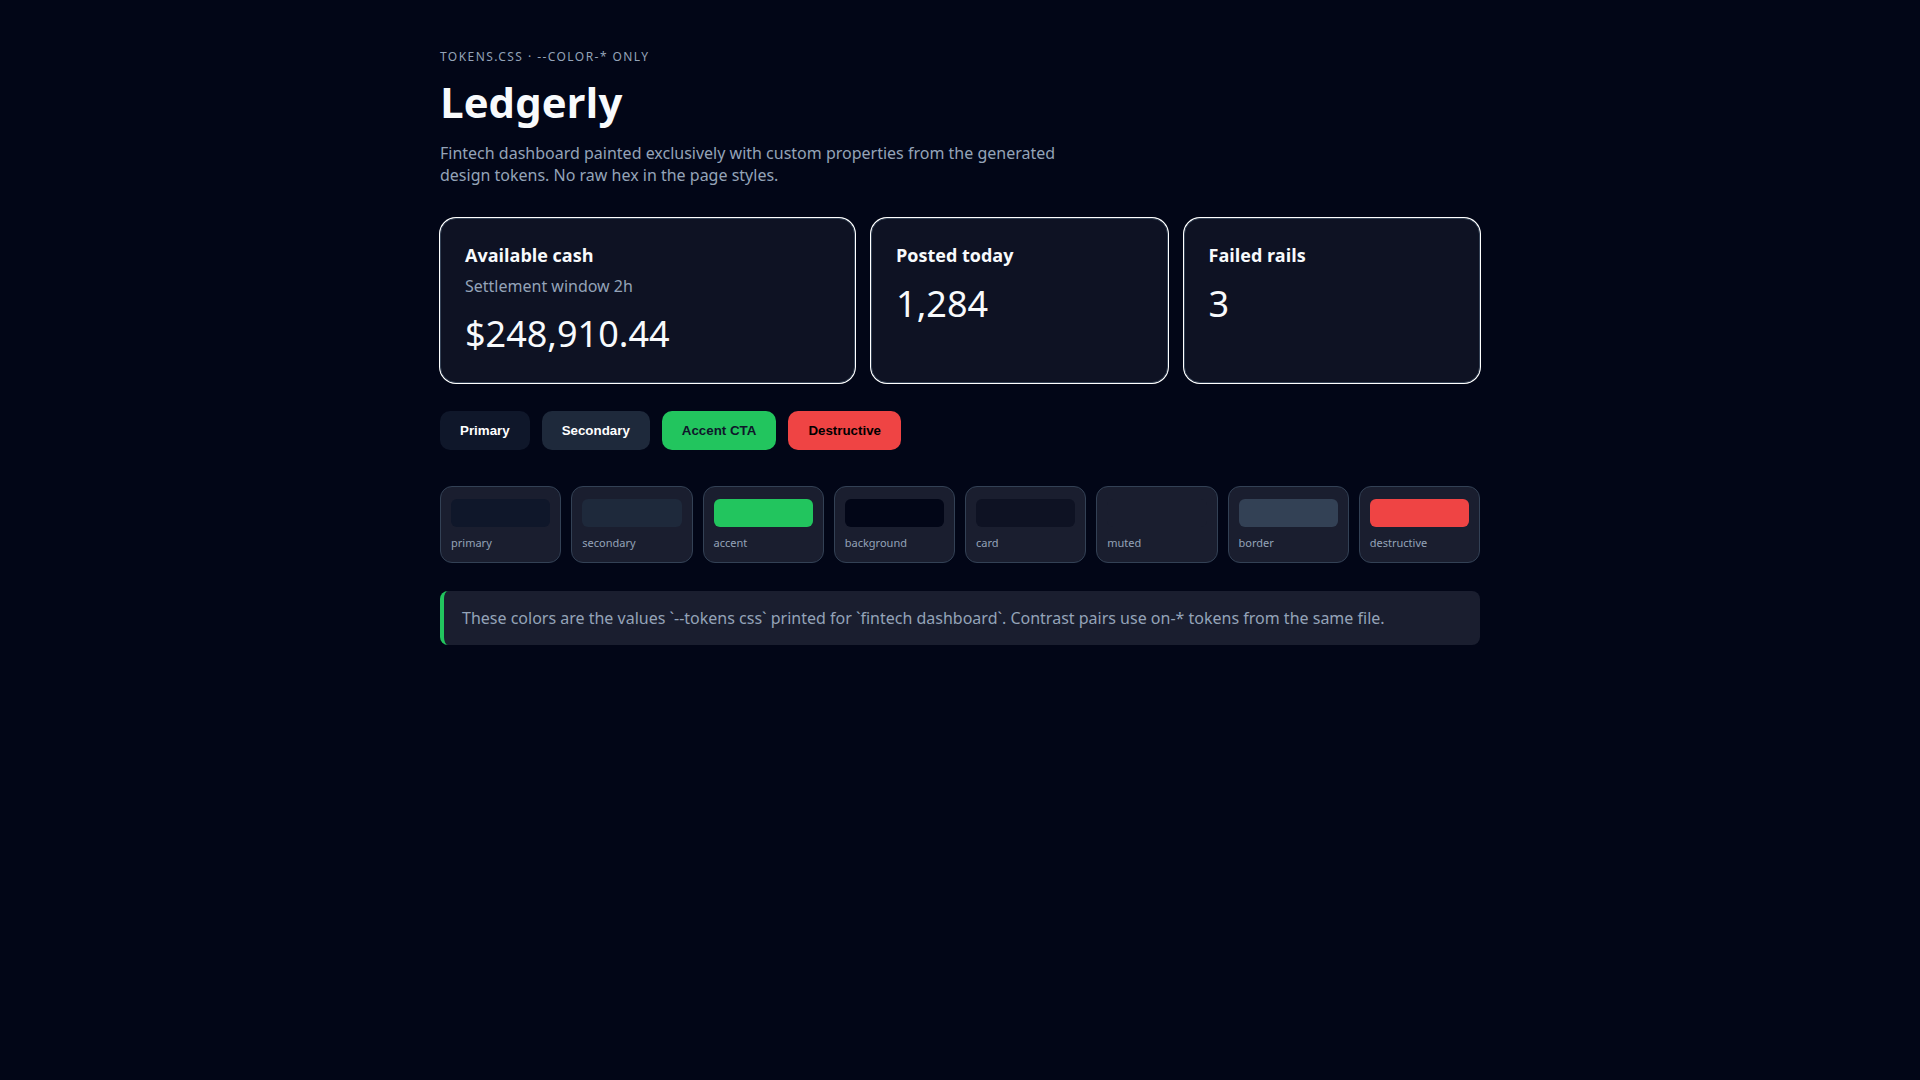 TOKENS.CSS · --COLOR-* ONLY
Ledgerly
Fintech dashboard painted exclusively with custom properties from the generated
design tokens. No raw hex in the page styles.
Available cash
Settlement window 2h
$248,910.44
Posted today
1,284
Failed rails
3
Primary
Secondary
Accent CTA
Destructive
primary
secondary
accent
background
card
muted
border
destructive
These colors are the values `--tokens css` printed for `fintech dashboard`. Contrast pairs use on-* tokens from the same file.